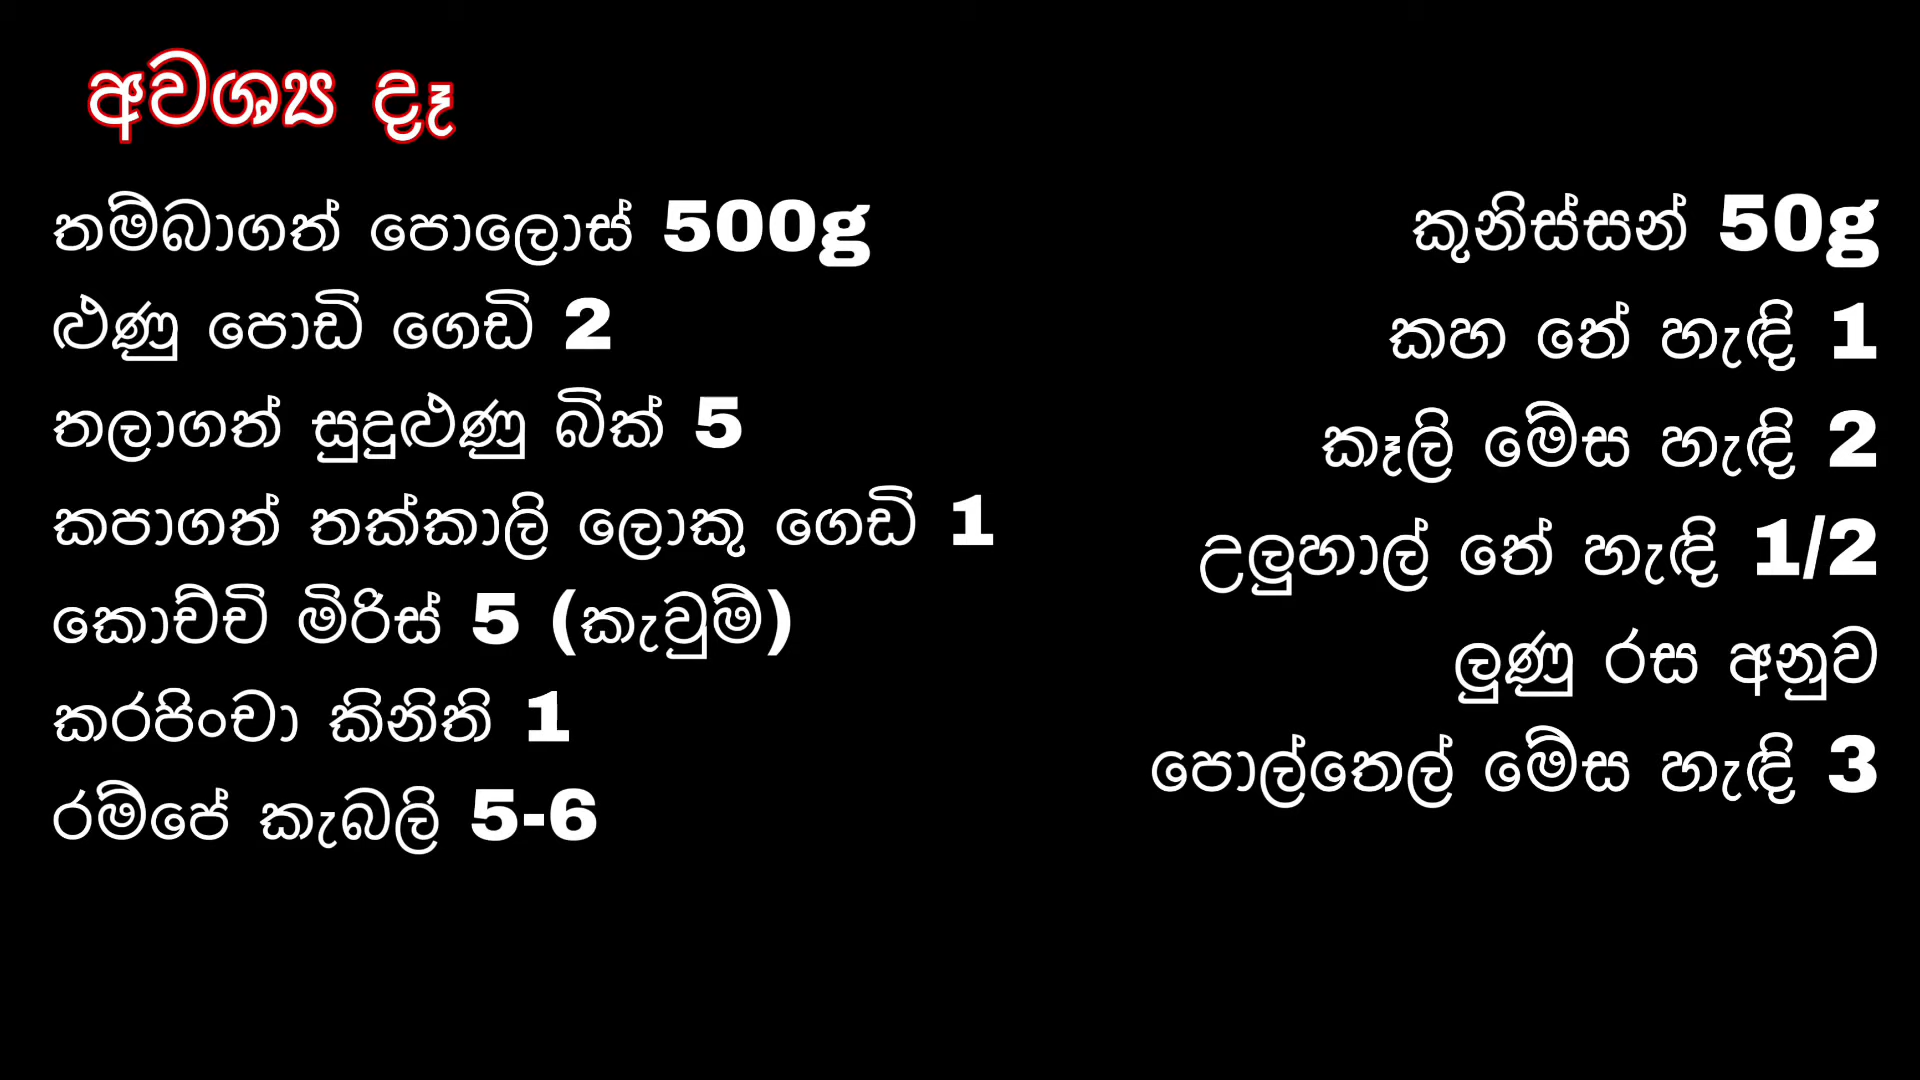 අවශ්‍ය දෑ
තම්බාගත් පොලොස් 500g
ළුණු පොඩි ගෙඩි 2
තලාගත් සුදුළුණු බික් 5
කපාගත් තක්කාලි ලොකු ගෙඩි 1
කොච්චි මිරිස් 5 (කැවුම්)
කරපිංචා කිනිති 1
රම්පේ කැබලි 5-6
කුනිස්සන් 50g
කහ තේ හැඳි 1
කෑලි මේස හැඳි 2
උලුහාල් තේ හැඳි 1/2
ලුණු රස අනුව
පොල්තෙල් මේස හැඳි 3